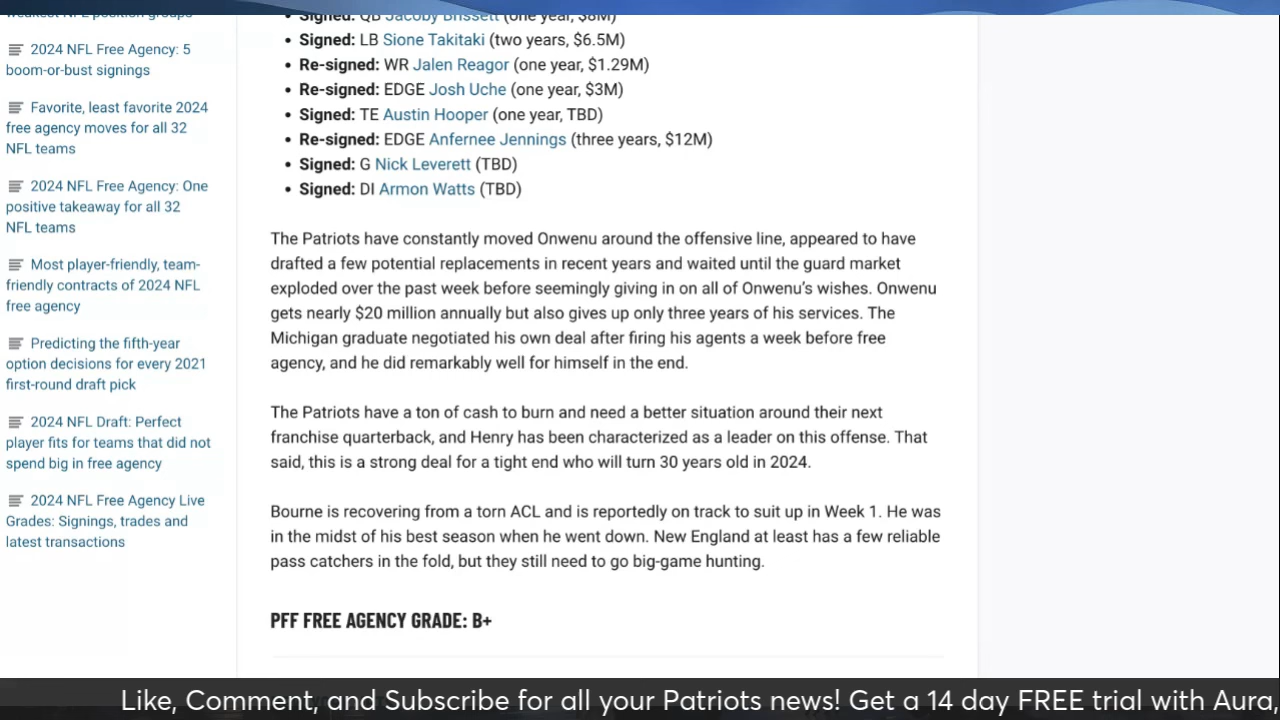 weakest NFL position groups
2024 NFL Free Agency: 5
boom-or-bust signings
Favorite, least favorite 2024
free agency moves for all 32
NFL teams
2024 NFL Free Agency: One
positive takeaway for all 32
NFL teams
Most player-friendly, team-
friendly contracts of 2024 NFL
free agency
Predicting the fifth-year
option decisions for every 2021
first-round draft pick
2024 NFL Draft: Perfect
player fits for teams that did not
spend big in free agency
2024 NFL Free Agency Live
Grades: Signings, trades and
latest transactions
• Signed: QB Jacoby Brissett (one year, $8M)
• Signed: LB Sione Takitaki (two years, $6.5M)
• Re-signed: WR Jalen Reagor (one year, $1.29M)
• Re-signed: EDGE Josh Uche (one year, $3M)
• Signed: TE Austin Hooper (one year, TBD)
• Re-signed: EDGE Anfernee Jennings (three years, $12M)
• Signed: G Nick Leverett (TBD)
• Signed: DI Armon Watts (TBD)
The Patriots have constantly moved Onwenu around the offensive line, appeared to have
drafted a few potential replacements in recent years and waited until the guard market
exploded over the past week before seemingly giving in on all of Onwenu's wishes. Onwenu
gets nearly $20 million annually but also gives up only three years of his services. The
Michigan graduate negotiated his own deal after firing his agents a week before free
agency, and he did remarkably well for himself in the end.
The Patriots have a ton of cash to burn and need a better situation around their next
franchise quarterback, and Henry has been characterized as a leader on this offense. That
said, this is a strong deal for a tight end who will turn 30 years old in 2024.
Bourne is recovering from a torn ACL and is reportedly on track to suit up in Week 1. He was
in the midst of his best season when he went down. New England at least has a few reliable
pass catchers in the fold, but they still need to go big-game hunting.
PFF FREE AGENCY GRADE: B+
Like, Comment, and Subscribe for all your Patriots news! Get a 14 day FREE trial with Aura,